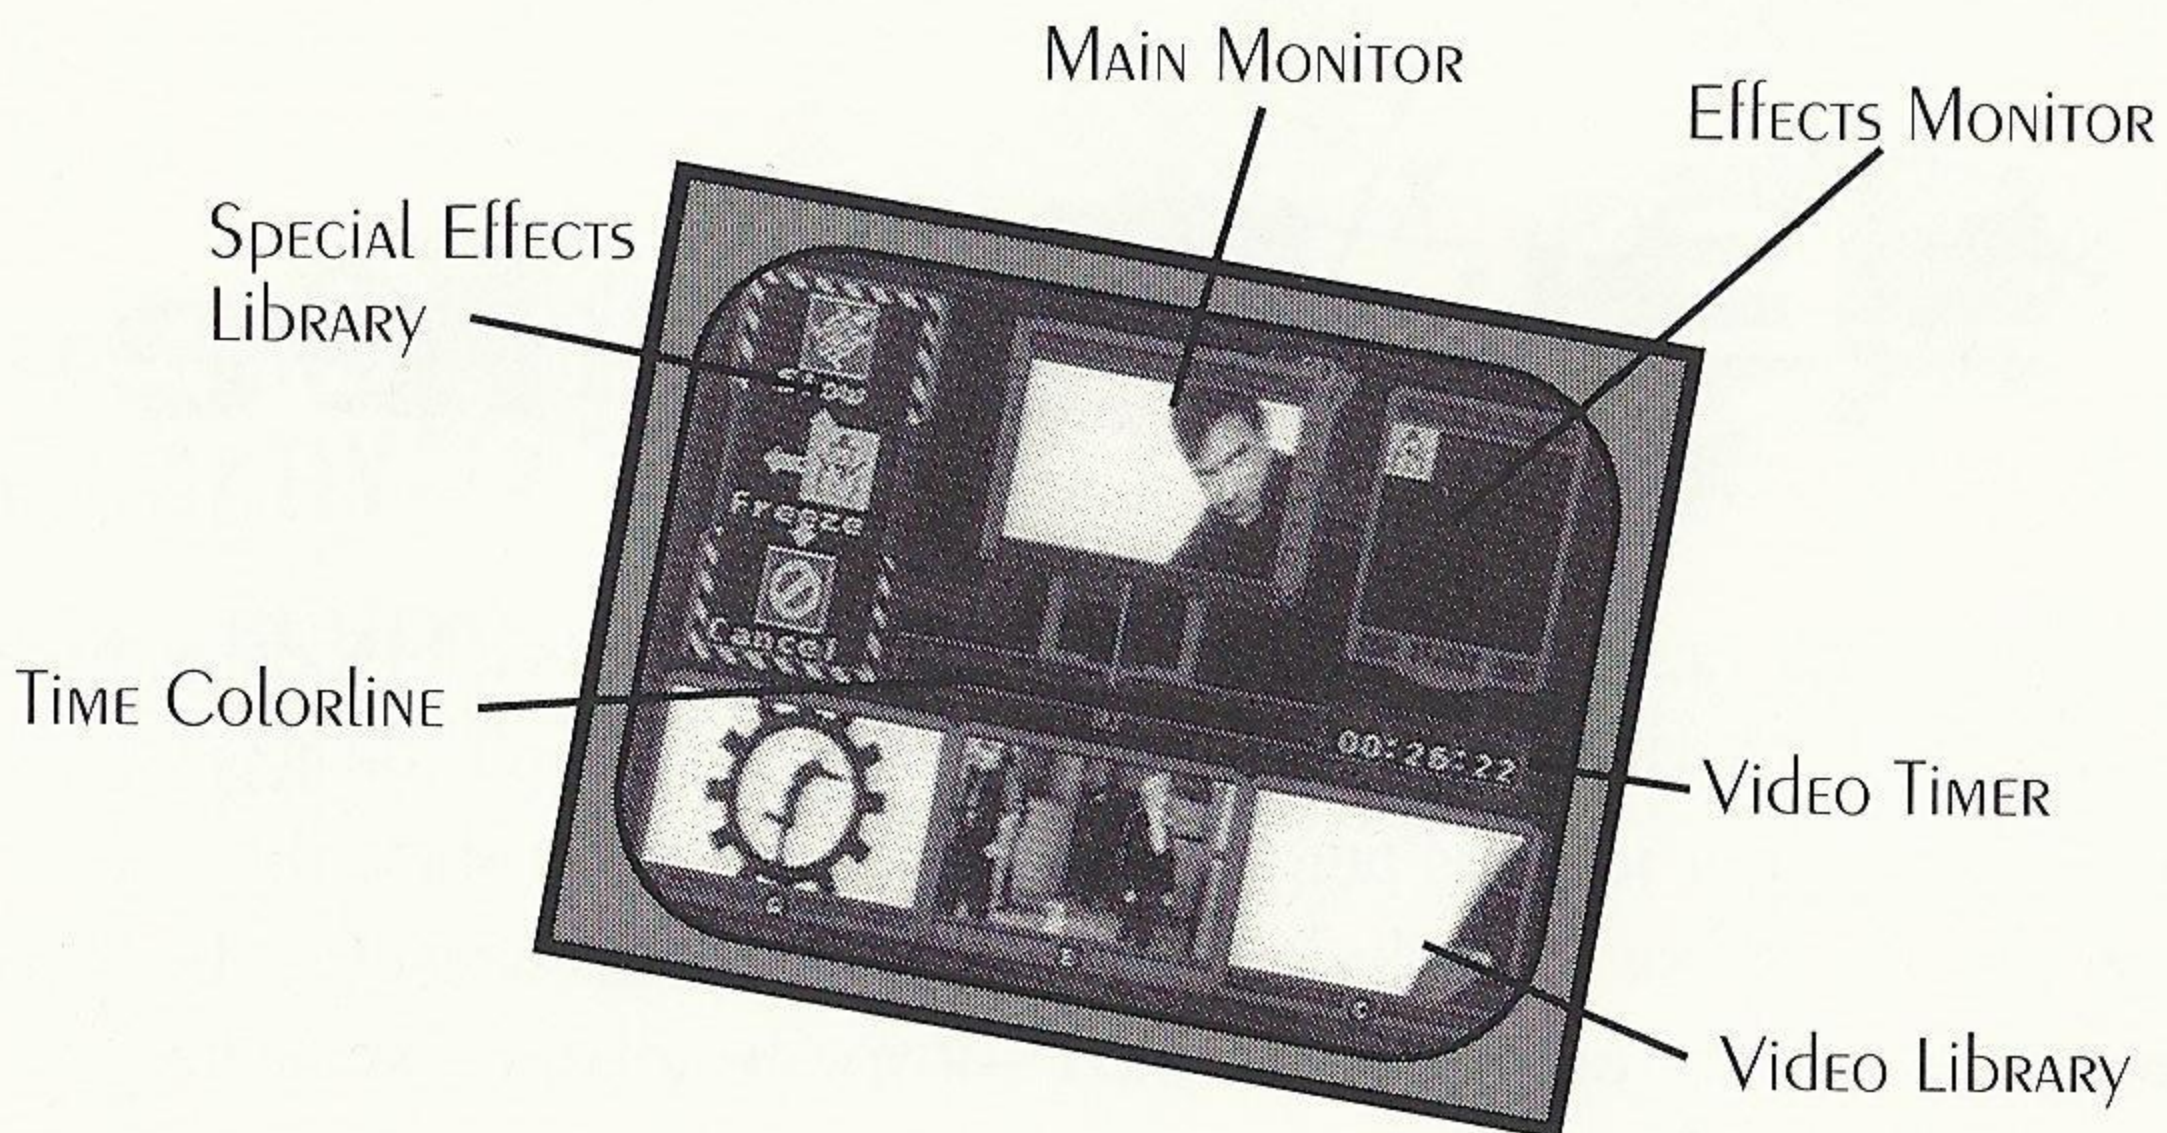 Main Monitor
Effects Monitor
Special Effects
Library
Freeze
Cancel
Time Colorline
00:26:22
Video Timer
Video Library